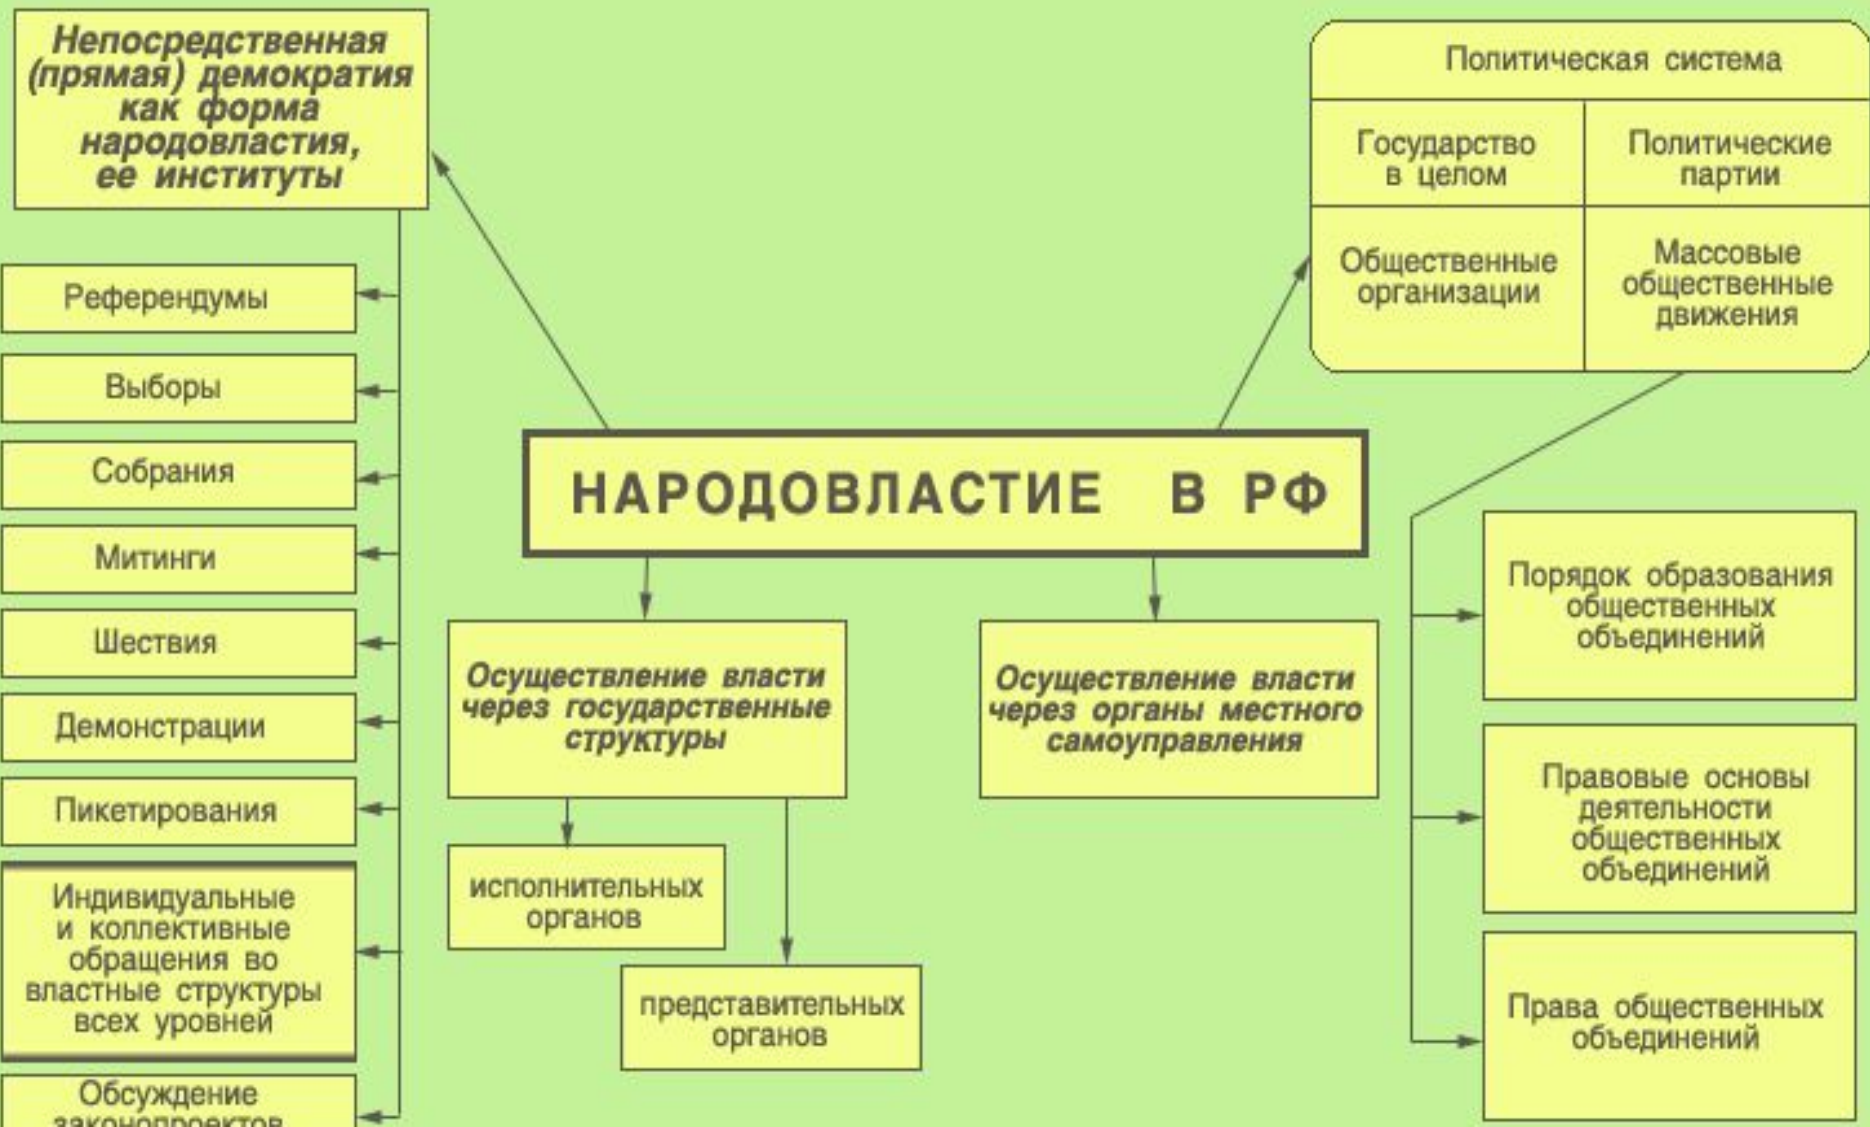 Непосредственная
(прямая) демократия
как форма
народовластия,
ее институты
Референдумы
Выборы
Собрания
Митинги
Шествия
Демонстрации
Пикетирования
Индивидуальные
и коллективные
обращения во
властные структуры
всех уровней
Обсуждение
законопроектов
НАРОДОВЛАСТИЕ В РФ
Осуществление власти
через государственные
структуры
исполнительных
органов
представительных
органов
Осуществление власти
через органы местного
самоуправления
Политическая система
Государство
в целом
Политические
партии
Общественные
организации
Массовые
общественные
движения
Порядок образования
общественных
объединений
Правовые основы
деятельности
общественных
объединений
Права общественных
объединений